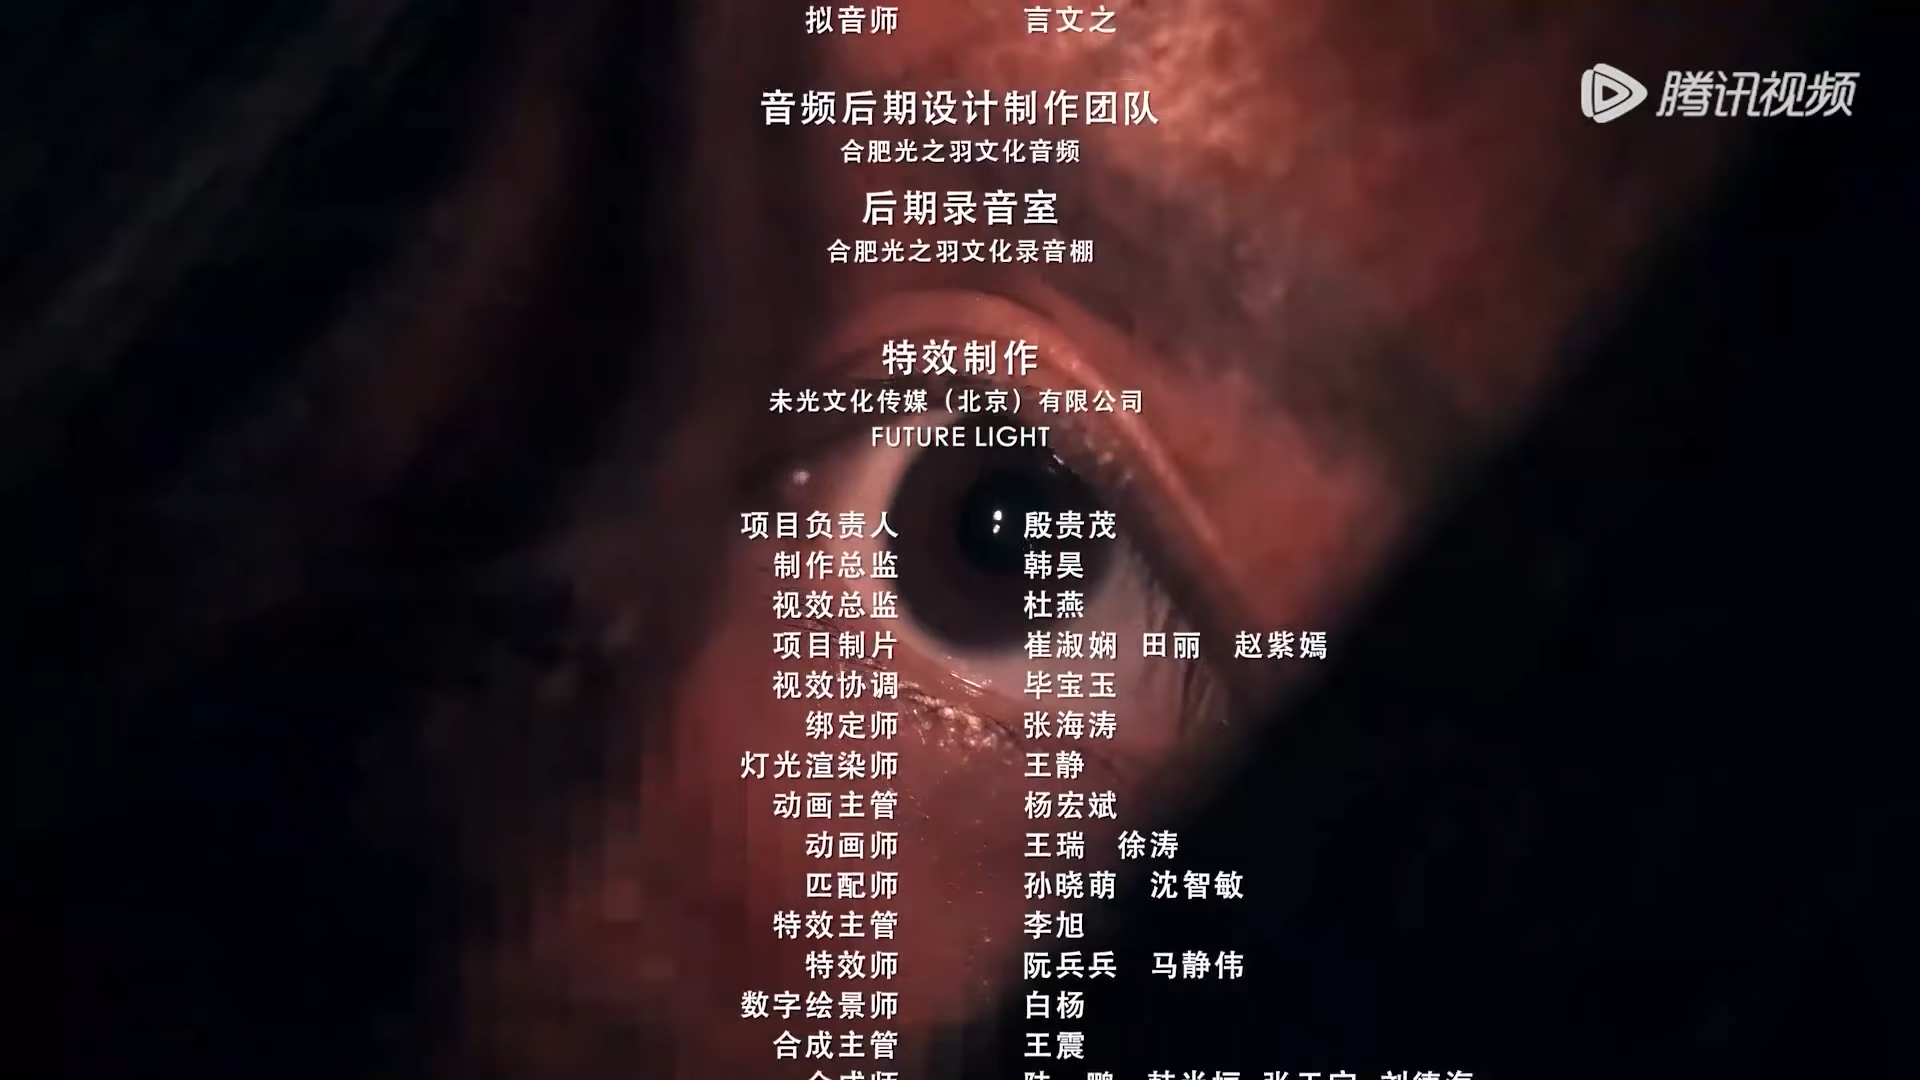 拟音师 言文之
腾讯视频
音频后期设计制作团队
合肥光之羽文化音频
后期录音室
合肥光之羽文化录音棚
特效制作
未光文化传媒（北京）有限公司
FUTURE LIGHT
项目负责人 殷贵茂
制作总监 韩昊
视效总监 杜燕
项目制片 崔淑娴 田丽 赵紫嫣
视效协调 毕宝玉
绑定师 张海涛
灯光渲染师 王静
动画主管 杨宏斌
动画师 王瑞 徐涛
匹配师 孙晓萌 沈智敏
特效主管 李旭
特效师 阮兵兵 马静伟
数字绘景师 白杨
合成主管 王震
合成师